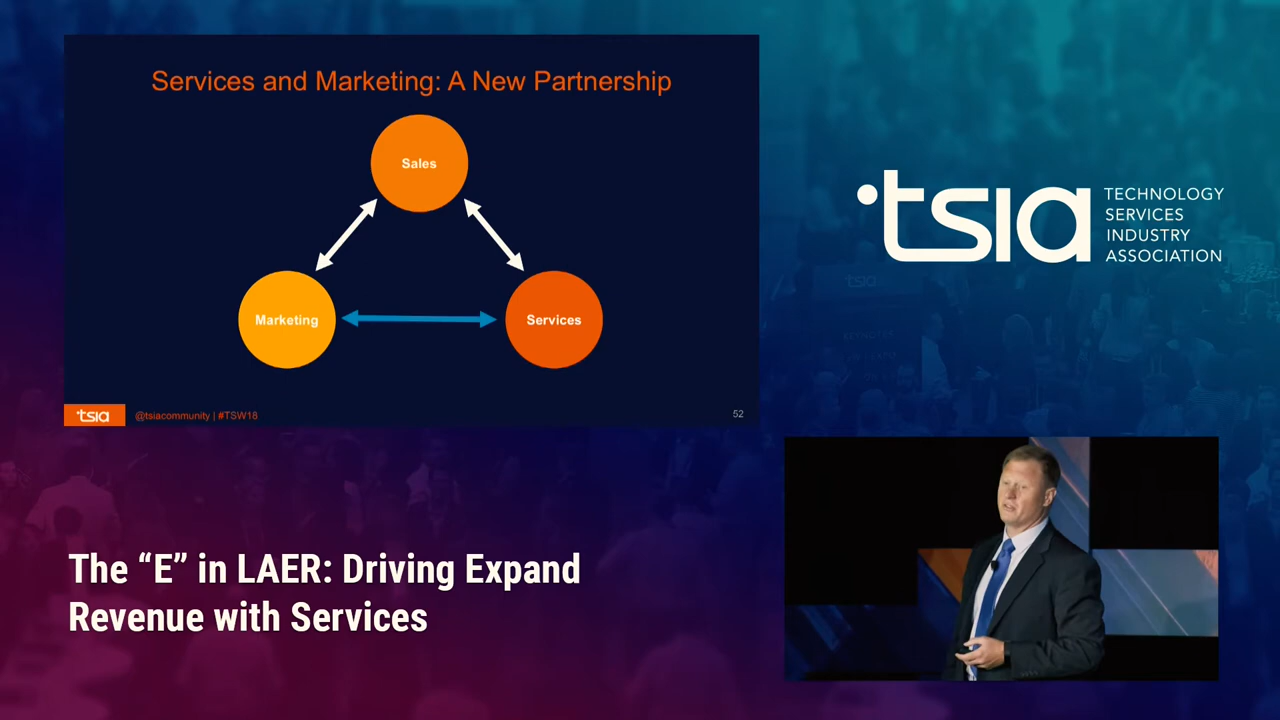 Services and Marketing: A New Partnership
Sales
Marketing
Services
tsia
@tsiacommunity | #TSW18
52
tsia
TECHNOLOGY
SERVICES
INDUSTRY
ASSOCIATION
The “E” in LAER: Driving Expand
Revenue with Services